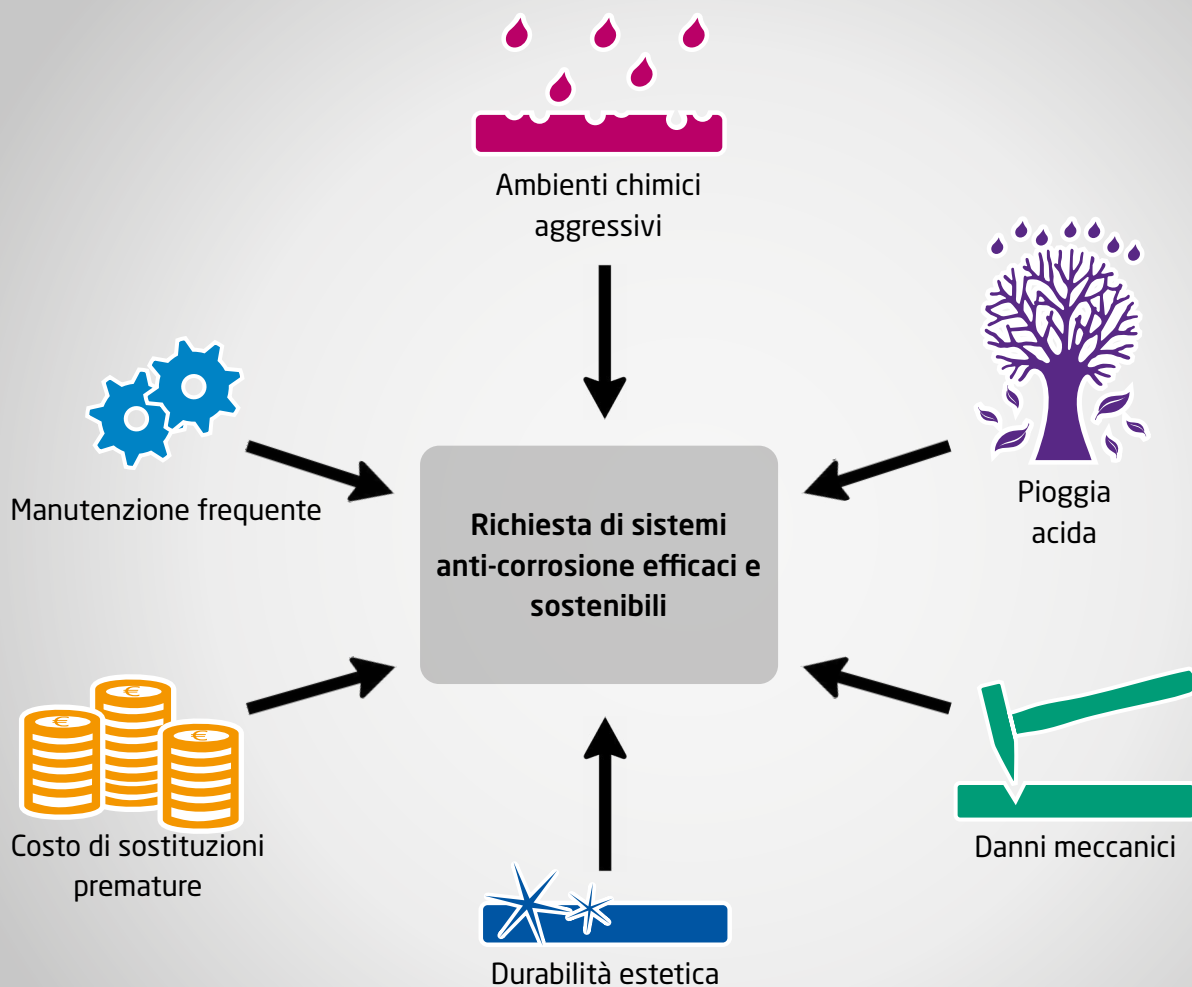 Ambienti chimici
aggressivi
Manutenzione frequente
Pioggia
acida
Richiesta di sistemi
anti-corrosione efficaci e
sostenibili
€
€
€
Costo di sostituzioni
premature
Danni meccanici
Durabilità estetica